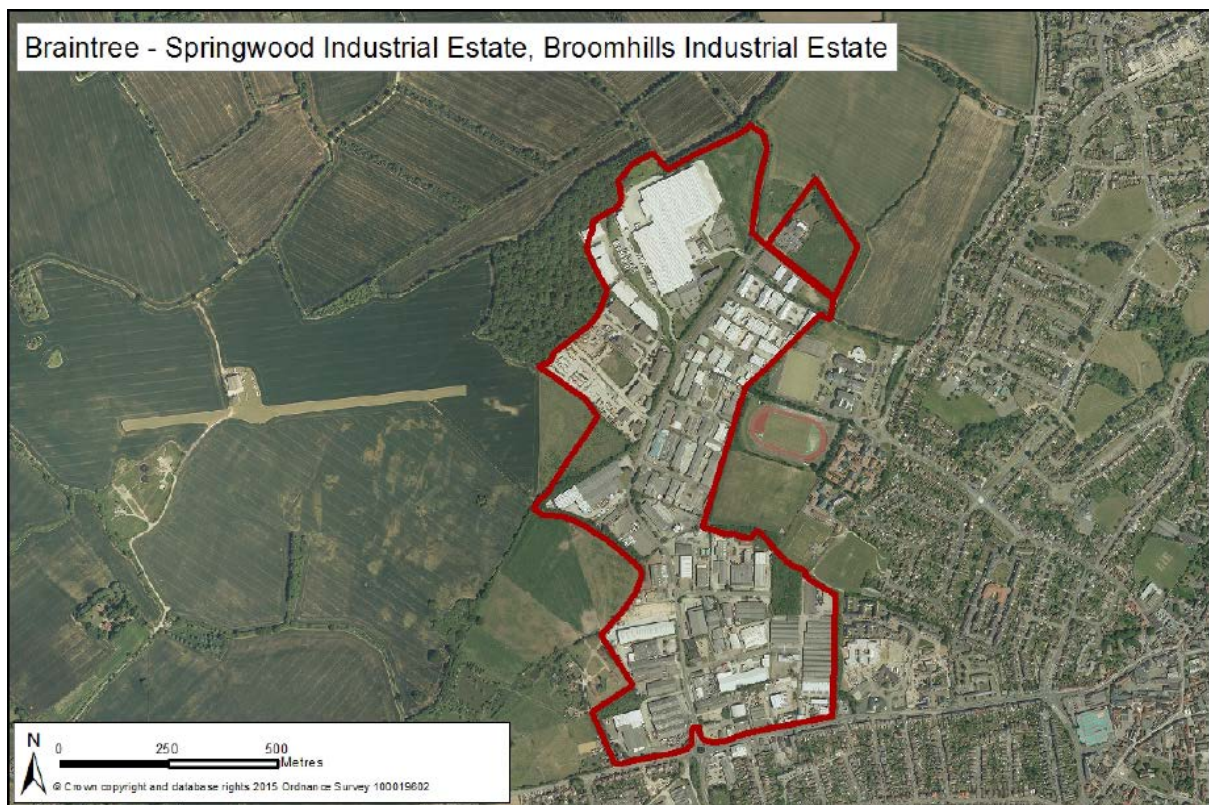 Braintree - Springwood Industrial Estate, Broomhills Industrial Estate
N
0 250 500
Metres
© Crown copyright and database rights 2015 Ordnance Survey 100019602